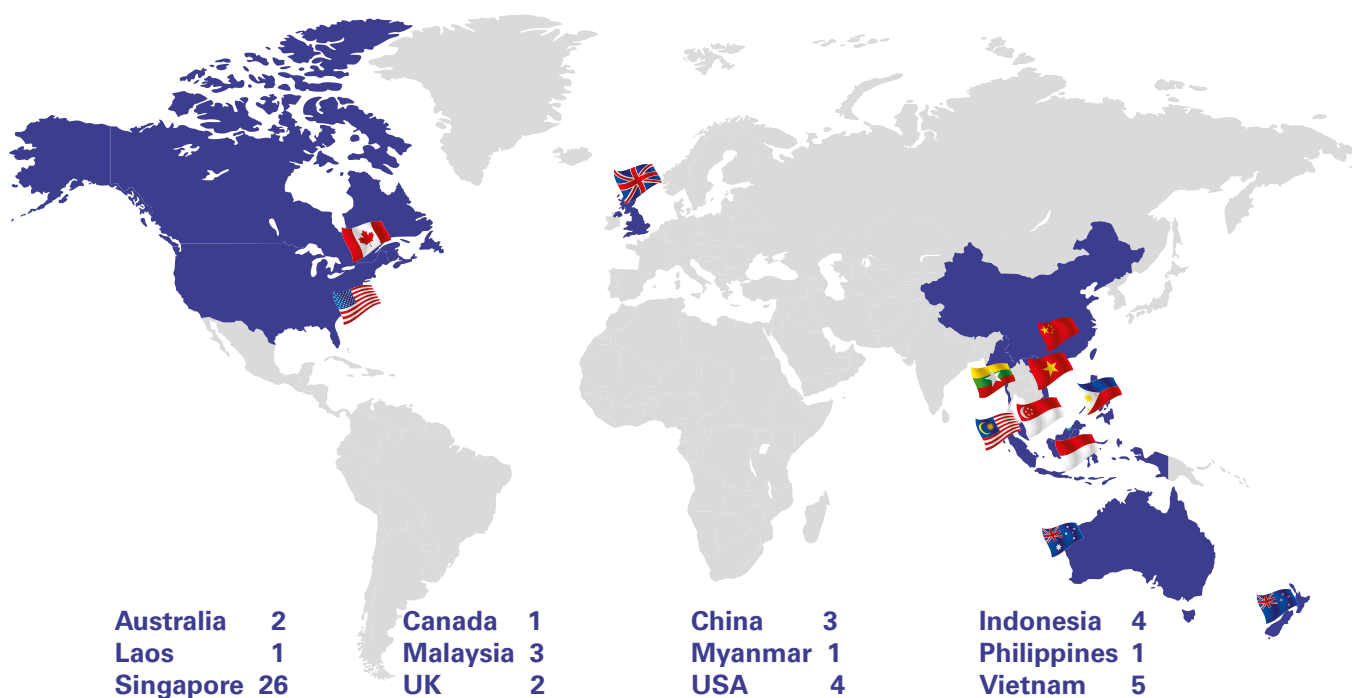 Australia 2 Canada 1 China 3 Indonesia 4
Laos 1 Malaysia 3 Myanmar 1 Philippines 1
Singapore 26 UK 2 USA 4 Vietnam 5